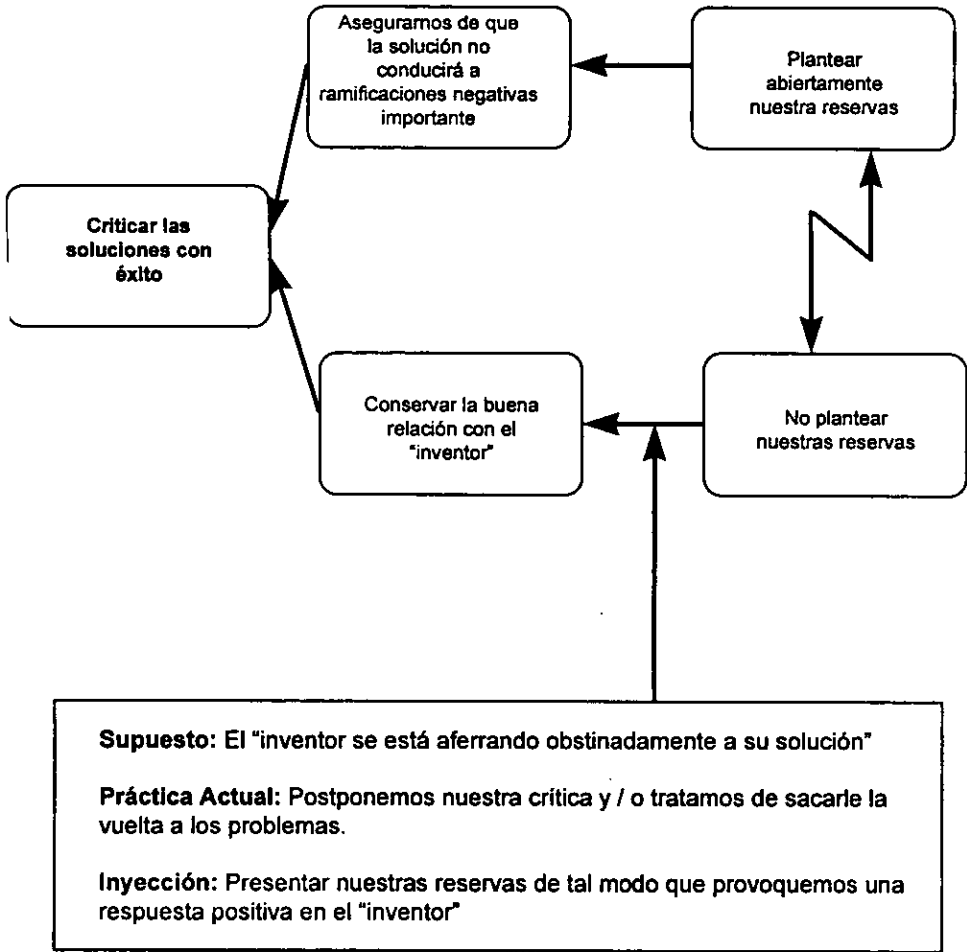 Asegurarnos de que
la solución no
conducirá a
ramificaciones negativas
importante
Plantear
abiertamente
nuestra reservas
Criticar las
soluciones con
éxito
Conservar la buena
relación con el
"inventor"
No plantear
nuestras reservas
Supuesto: El "inventor se está aferrando obstinadamente a su solución"
Práctica Actual: Postponemos nuestra crítica y / o tratamos de sacarle la
vuelta a los problemas.
Inyección: Presentar nuestras reservas de tal modo que provoquemos una
respuesta positiva en el "inventor"